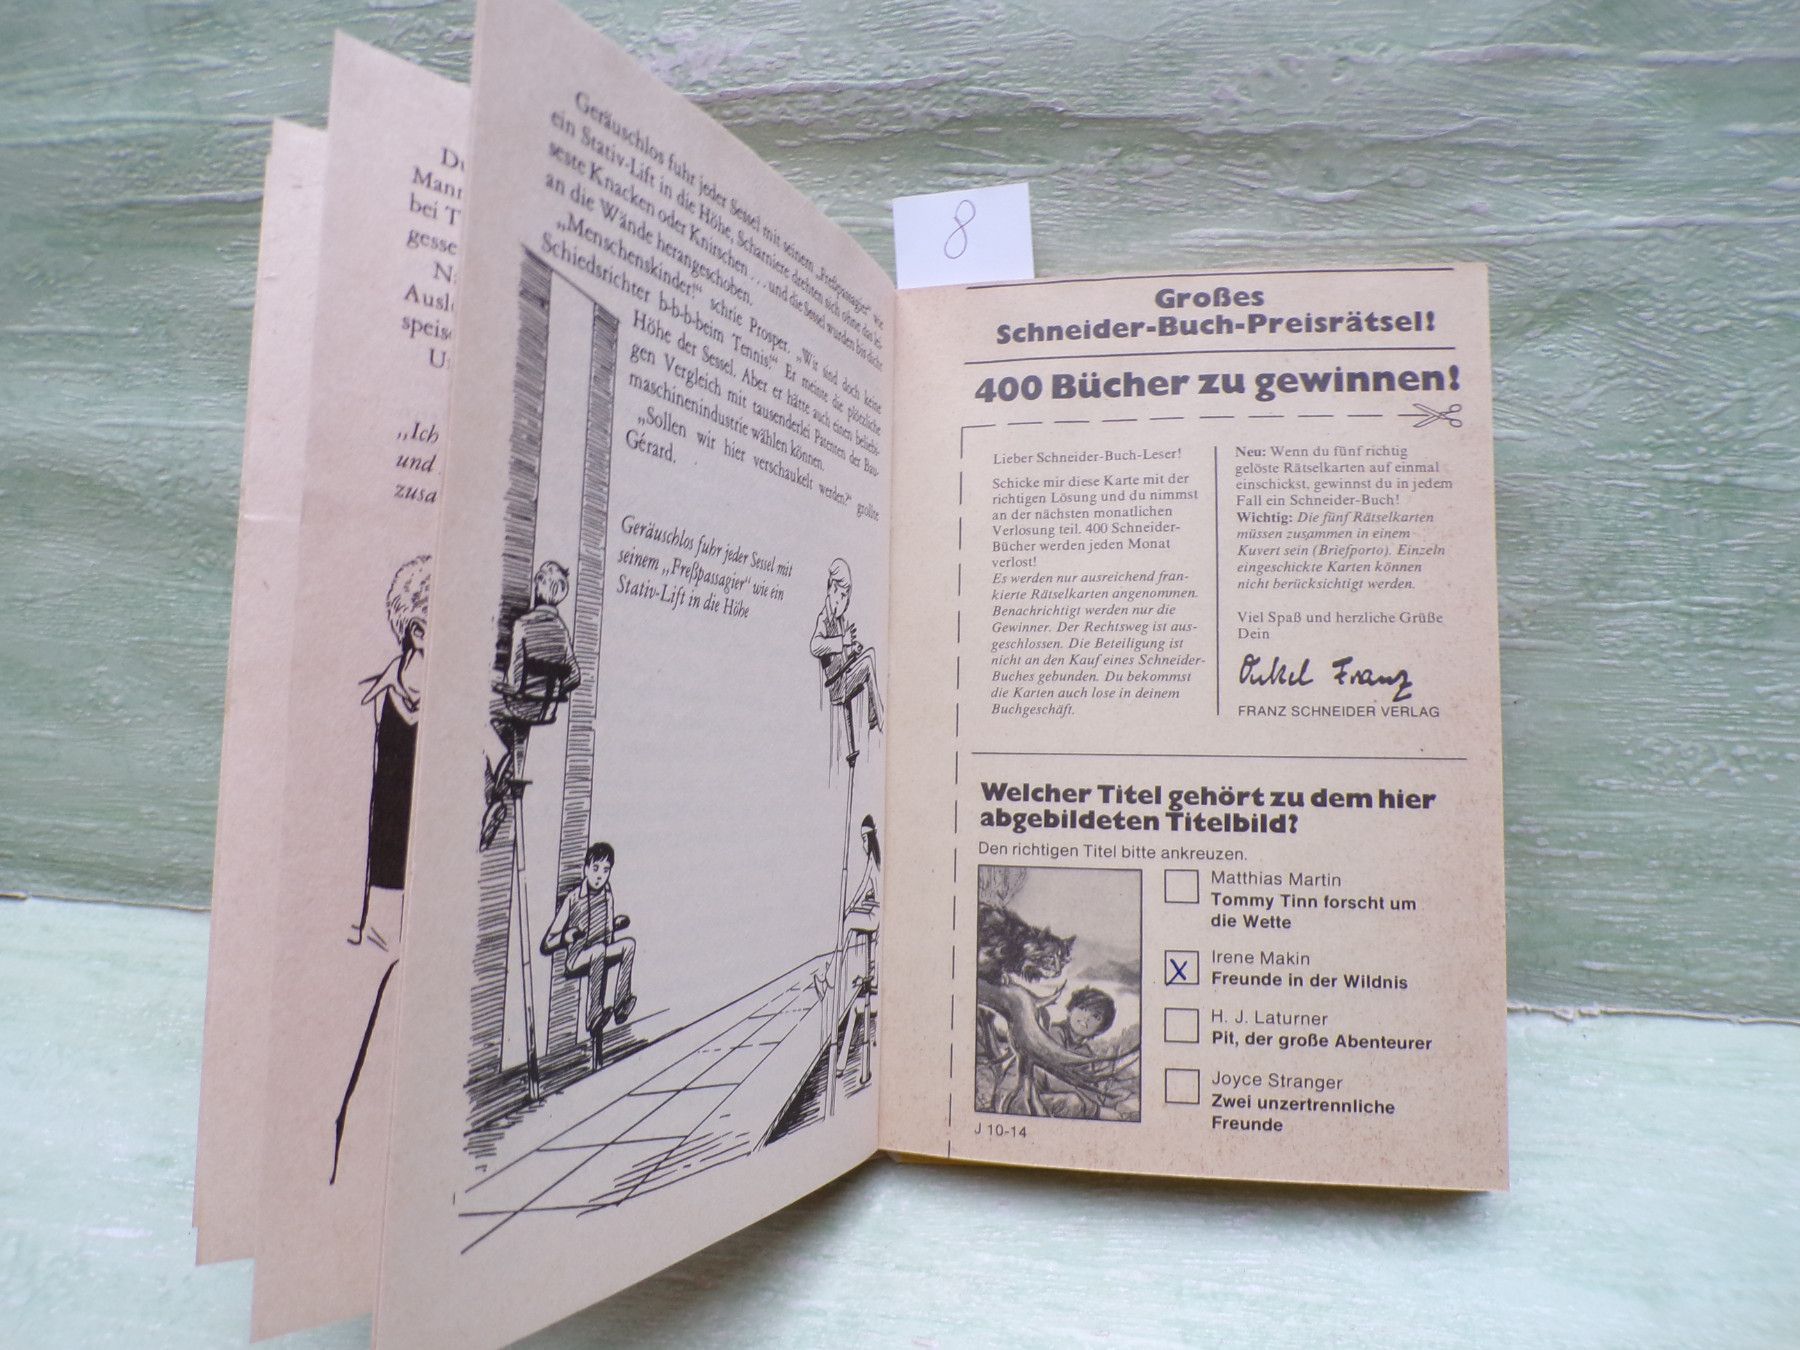 Du
Mann
bei T
gesse
N
Ausl
speise
U
„Ich
und
zusa
Geräuschlos fuhr jeder Sessel mit seinem „Freßpassagier“ wie
ein Stativ-Lift in die Höhe, Scharniere drehten sich ohne das lei-
seste Knacken oder Knirschen . . . und die Sessel wurden bis dicht
an die Wände herangeschoben.
„Menschenskinder!“ schrie Prosper. „Wir sind doch keine
Schiedsrichter b-b-b-beim Tennis!“ Er meinte die plötzliche
Höhe der Sessel. Aber er hätte auch einen beliebi-
gen Vergleich mit tausenderlei Patenten der Bau-
maschinenindustrie wählen können.
„Sollen wir hier verschaukelt werden?“ grollte
Gérard.
Geräuschlos fuhr jeder Sessel mit
seinem „Freßpassagier“ wie ein
Stativ-Lift in die Höhe
8
Großes
Schneider-Buch-Preisrätsel!
400 Bücher zu gewinnen!
Lieber Schneider-Buch-Leser!
Schicke mir diese Karte mit der
richtigen Lösung und du nimmst
an der nächsten monatlichen
Verlosung teil. 400 Schneider-
Bücher werden jeden Monat
verlost!
Es werden nur ausreichend fran-
kierte Rätselkarten angenommen.
Benachrichtigt werden nur die
Gewinner. Der Rechtsweg ist aus-
geschlossen. Die Beteiligung ist
nicht an den Kauf eines Schneider-
Buches gebunden. Du bekommst
die Karten auch lose in deinem
Buchgeschäft.
Neu: Wenn du fünf richtig
gelöste Rätselkarten auf einmal
einschickst, gewinnst du in jedem
Fall ein Schneider-Buch!
Wichtig: Die fünf Rätselkarten
müssen zusammen in einem
Kuvert sein (Briefporto). Einzeln
eingeschickte Karten können
nicht berücksichtigt werden.
Viel Spaß und herzliche Grüße
Dein
Onkel Franz
FRANZ SCHNEIDER VERLAG
Welcher Titel gehört zu dem hier
abgebildeten Titelbild?
Den richtigen Titel bitte ankreuzen.
Matthias Martin
Tommy Tinn forscht um
die Wette
X
Irene Makin
Freunde in der Wildnis
H. J. Laturner
Pit, der große Abenteurer
Joyce Stranger
Zwei unzertrennliche
Freunde
J 10-14